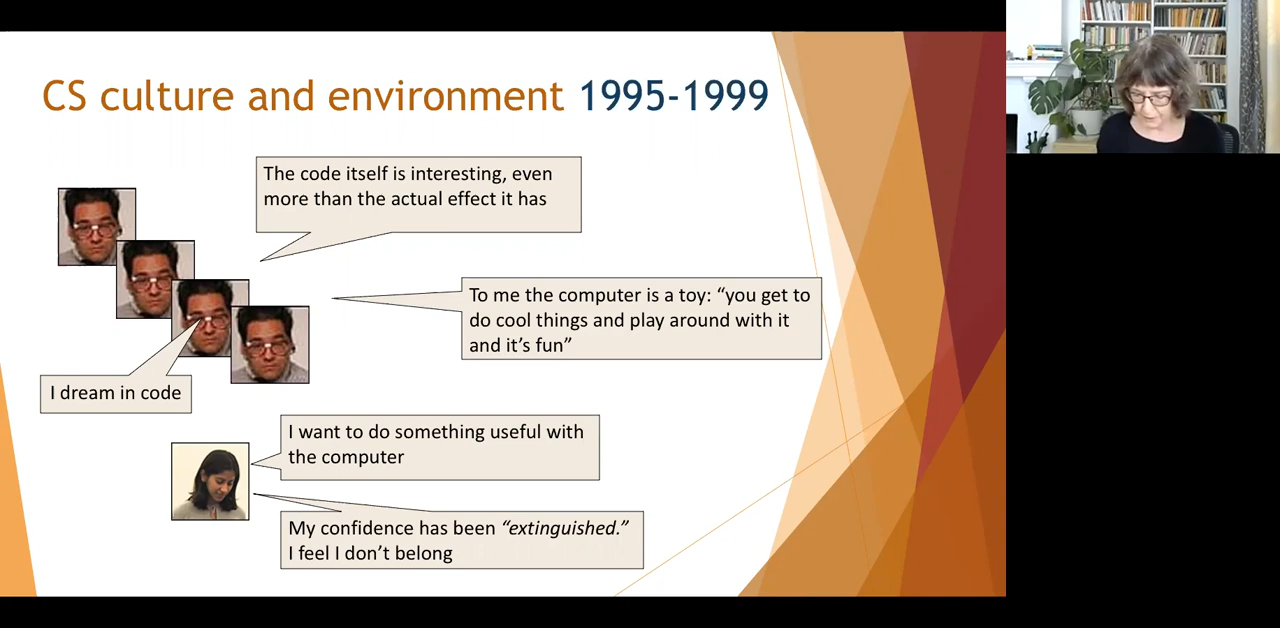 CS culture and environment 1995-1999
The code itself is interesting, even
more than the actual effect it has
To me the computer is a toy: “you get to
do cool things and play around with it
and it’s fun”
I dream in code
I want to do something useful with
the computer
My confidence has been “extinguished.”
I feel I don’t belong